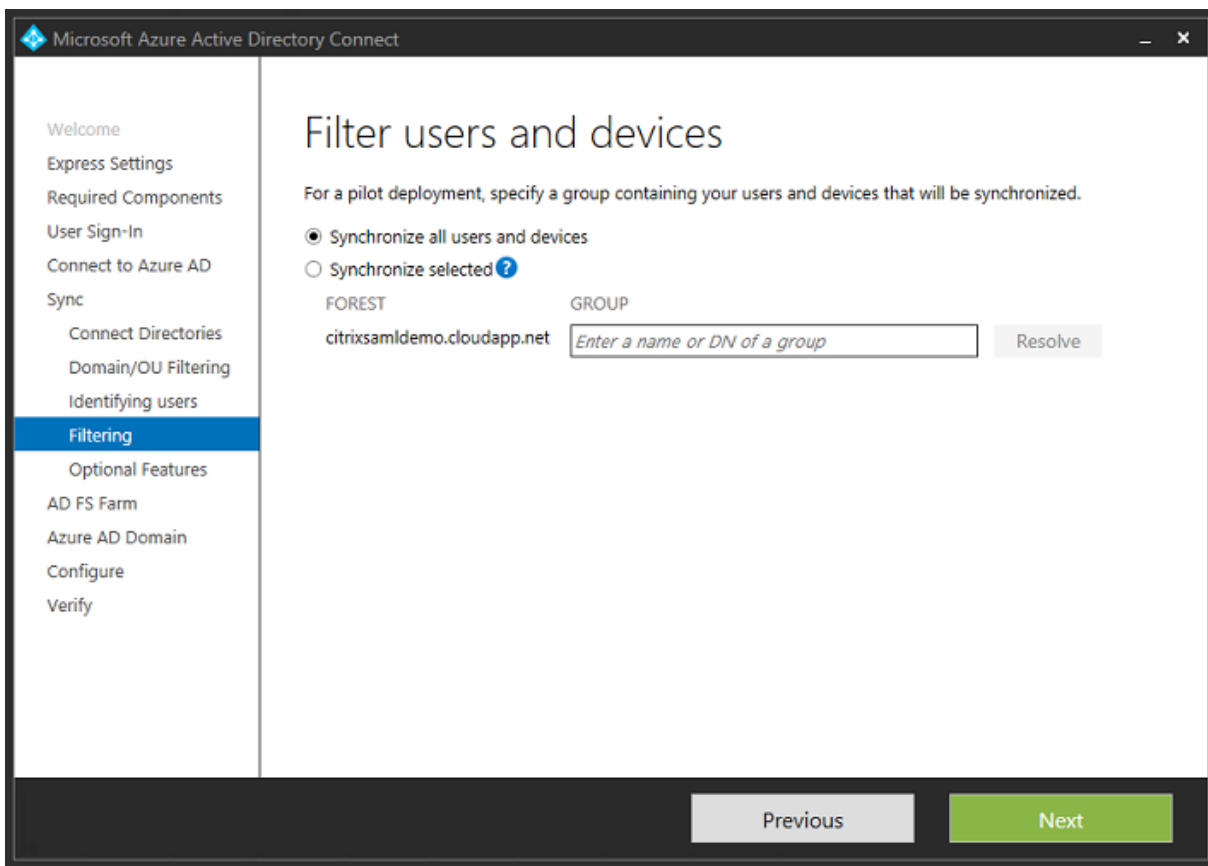 Microsoft Azure Active Directory Connect
Welcome
Express Settings
Required Components
User Sign-In
Connect to Azure AD
Sync
Connect Directories
Domain/OU Filtering
Identifying users
Filtering
Optional Features
AD FS Farm
Azure AD Domain
Configure
Verify
Filter users and devices
For a pilot deployment, specify a group containing your users and devices that will be synchronized.
Synchronize all users and devices
Synchronize selected ?
FOREST GROUP
citrixsamldemo.cloudapp.net Enter a name or DN of a group Resolve
Previous Next